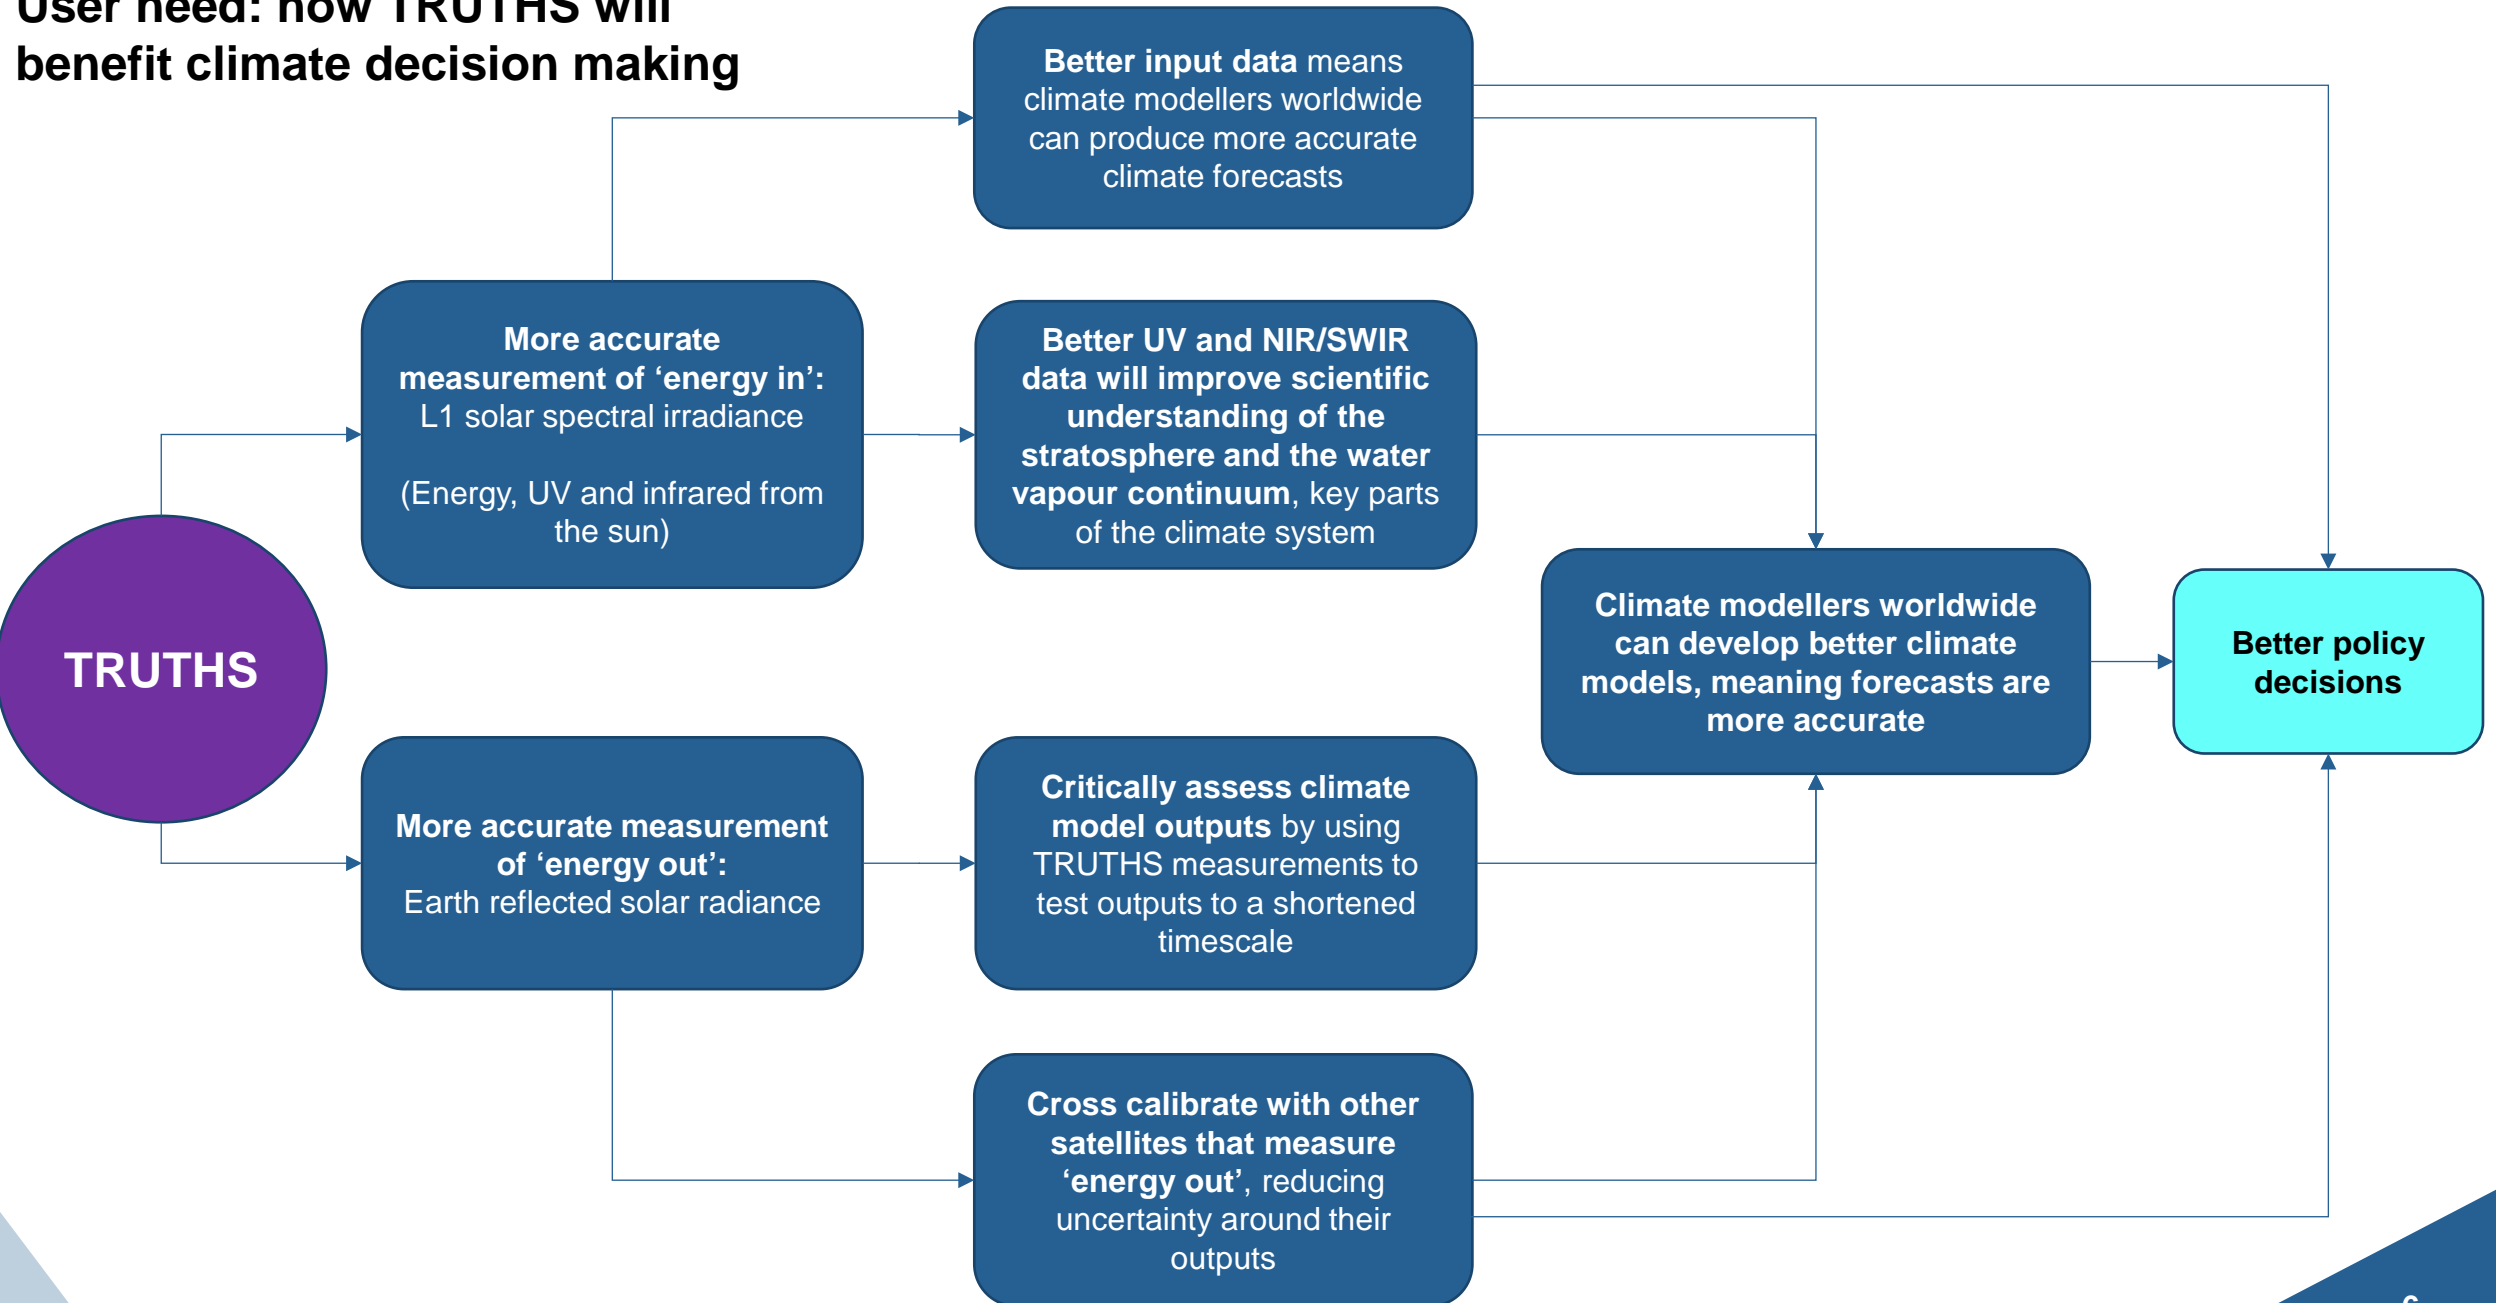 User need: how TRUTHS will
benefit climate decision making
Better input data means
climate modellers worldwide
can produce more accurate
climate forecasts
More accurate
measurement of ‘energy in’:
L1 solar spectral irradiance
(Energy, UV and infrared from
the sun)
Better UV and NIR/SWIR
data will improve scientific
understanding of the
stratosphere and the water
vapour continuum, key parts
of the climate system
TRUTHS
Climate modellers worldwide
can develop better climate
models, meaning forecasts are
more accurate
Better policy
decisions
More accurate measurement
of ‘energy out’:
Earth reflected solar radiance
Critically assess climate
model outputs by using
TRUTHS measurements to
test outputs to a shortened
timescale
Cross calibrate with other
satellites that measure
‘energy out’, reducing
uncertainty around their
outputs